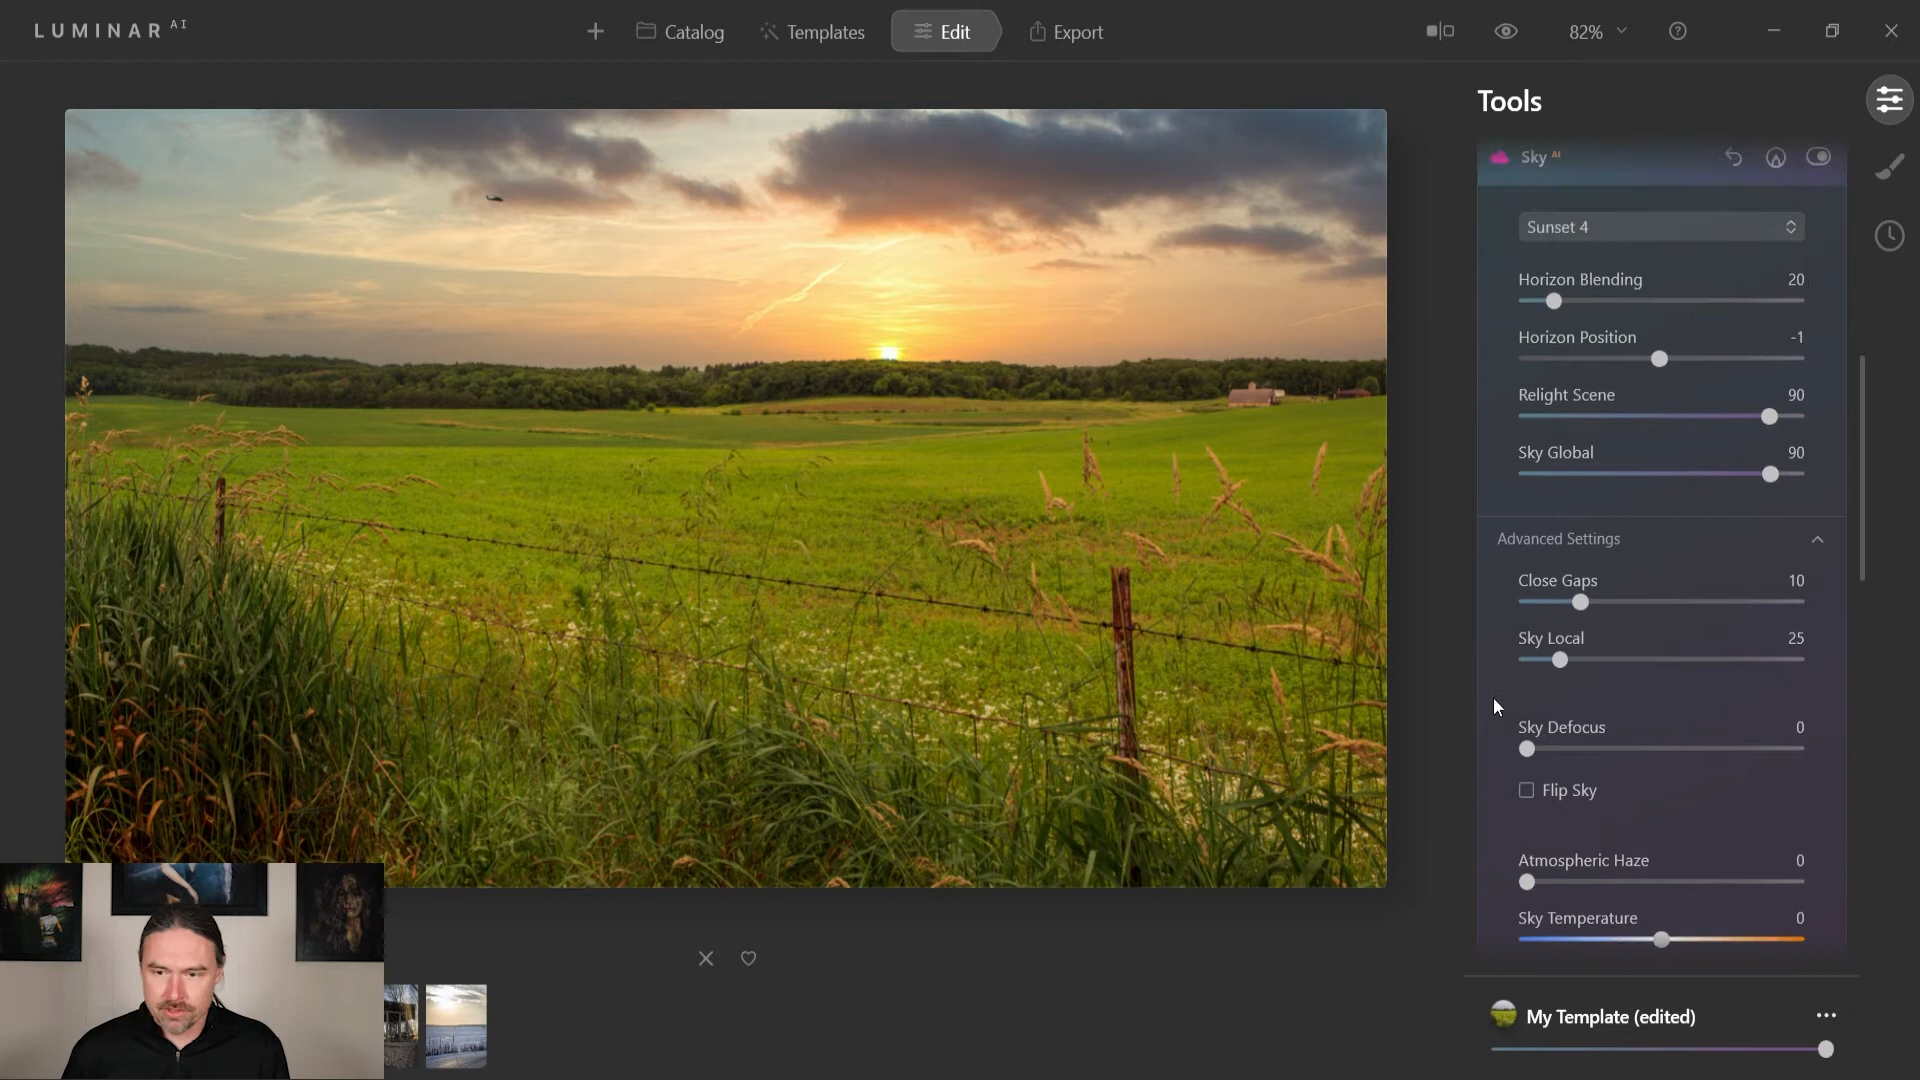 LUMINAR AI
Catalog
Templates
Edit
Export
82%
Tools
Sky AI
Sunset 4
Horizon Blending 20
Horizon Position -1
Relight Scene 90
Sky Global 90
Advanced Settings
Close Gaps 10
Sky Local 25
Sky Defocus 0
Flip Sky
Atmospheric Haze 0
Sky Temperature 0
My Template (edited)